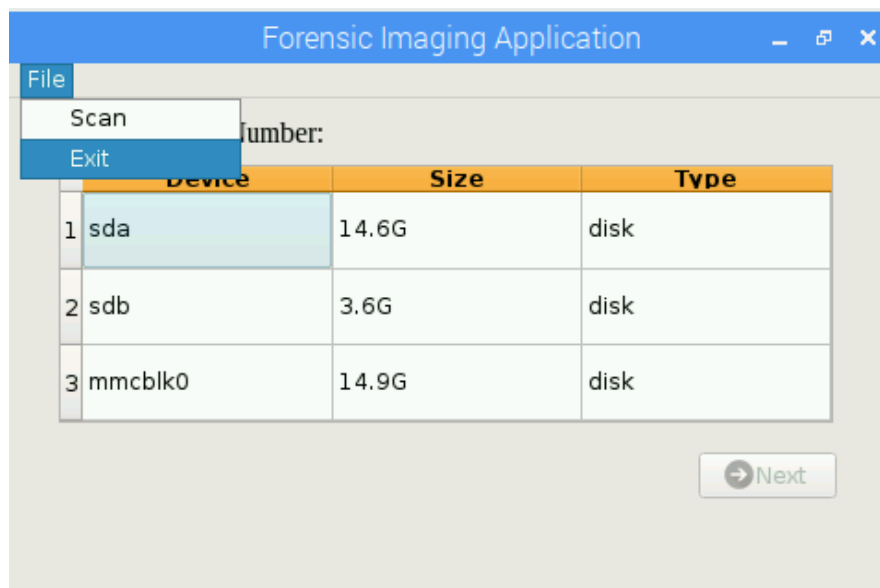 Forensic Imaging Application
File
Scan
Number:
Exit
Device Size Type
1 sda 14.6G disk
2 sdb 3.6G disk
3 mmcblk0 14.9G disk
Next